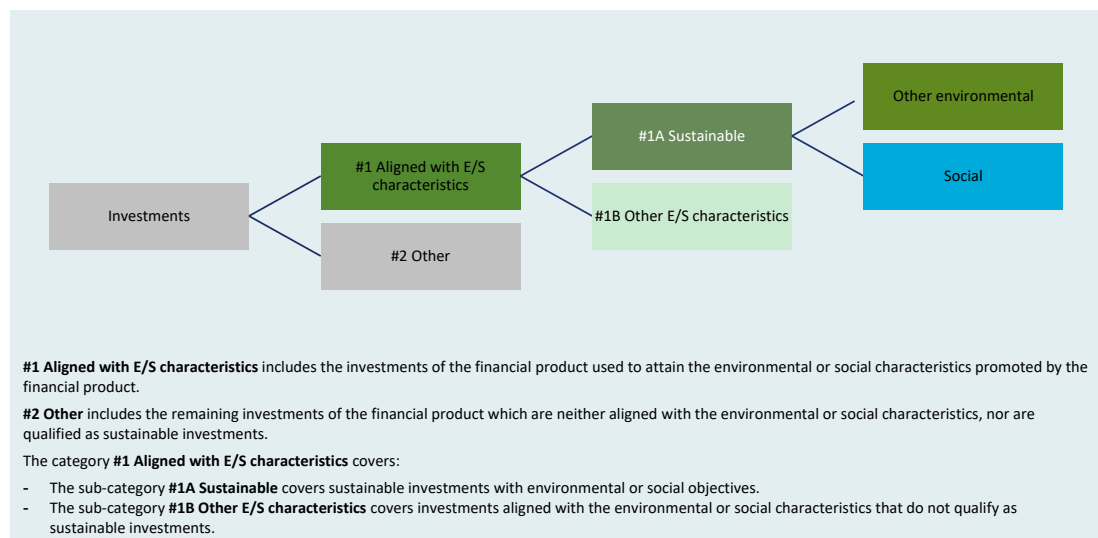 Other environmental
#1A Sustainable
#1 Aligned with E/S
characteristics
Social
Investments
#1B Other E/S characteristics
#2 Other
#1 Aligned with E/S characteristics includes the investments of the financial product used to attain the environmental or social characteristics promoted by the
financial product.
#2 Other includes the remaining investments of the financial product which are neither aligned with the environmental or social characteristics, nor are
qualified as sustainable investments.
The category #1 Aligned with E/S characteristics covers:
- The sub-category #1A Sustainable covers sustainable investments with environmental or social objectives.
- The sub-category #1B Other E/S characteristics covers investments aligned with the environmental or social characteristics that do not qualify as
sustainable investments.